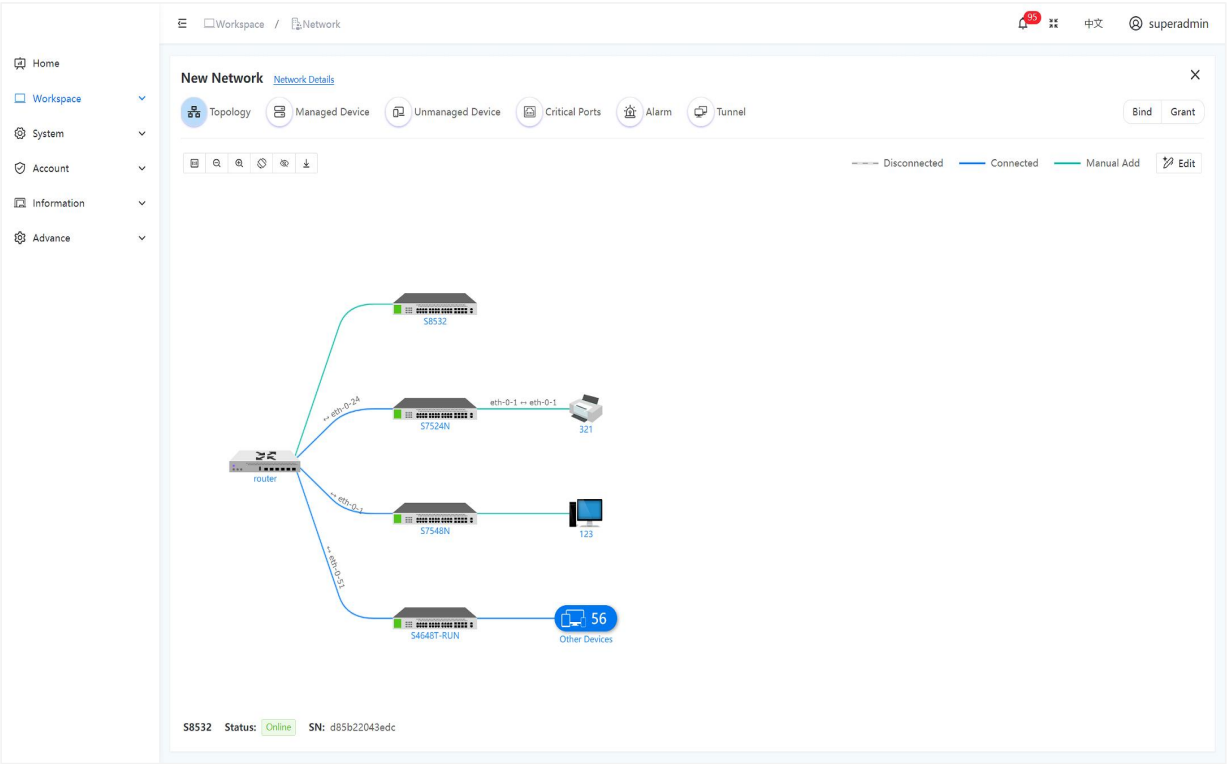 Workspace / Network
95
中文
superadmin
Home
Workspace
System
Account
Information
Advance
New Network Network Details
Topology Managed Device Unmanaged Device Critical Ports Alarm Tunnel
Bind Grant
Disconnected Connected Manual Add Edit
S8532
↔ eth-0-24
S7524N
eth-0-1 ↔ eth-0-1
321
router
↔ eth-0-1
S7548N
123
↔ eth-0-51
S4648T-RUN
56
Other Devices
S8532 Status: Online SN: d85b22043edc